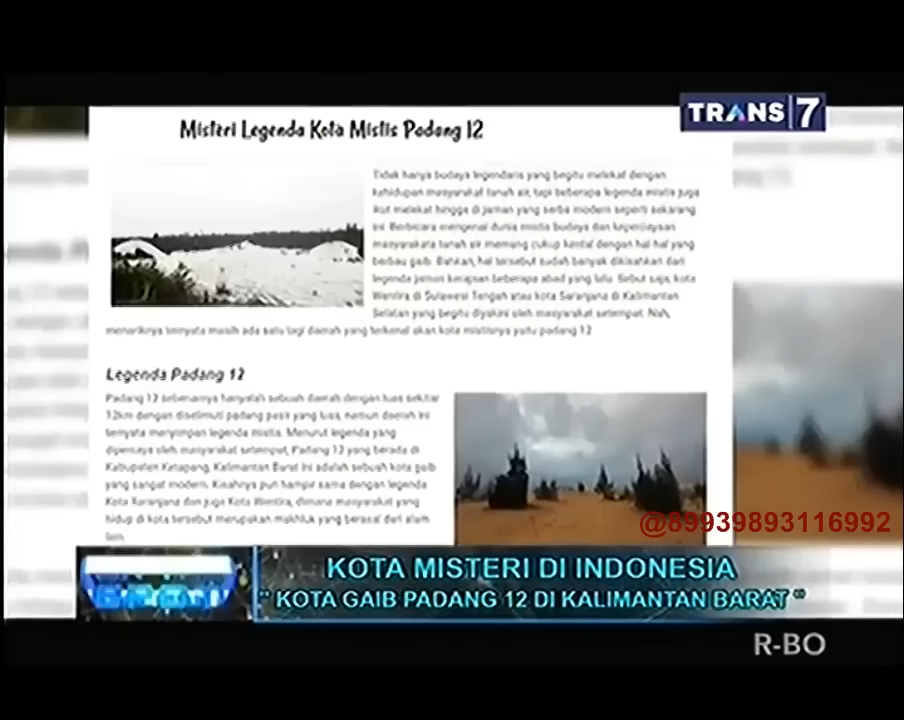 TRANS|7
Misteri Legenda Kota Mistis Padang 12
Tidak hanya budaya legendaris yang begitu melekat dengan
kehidupan masyarakat tanah air, tapi beberapa legenda mistis juga
ikut melekat hingga di jaman yang serba modern seperti sekarang
ini. Berbicara mengenai dunia mistis budaya dan kepercayaan
masyarakata tanah air memang cukup kental dengan hal hal yang
berbau gaib. Bahkan, hal tersebut sudah banyak dikisahkan dari
legenda jaman kerajaan beberapa abad yang lalu. Sebut saja, kota
Wentira di Sulawesi Tengah atau kota Saranjana di Kalimantan
Selatan yang begitu diyakini oleh masyarakat setempat. Nah,
menariknya ternyata masih ada satu lagi daerah yang terkenal akan kota mistisnya yaitu padang 12.
Legenda Padang 12
Padang 12 sebenarnya hanyalah sebuah daerah dengan luas sekitar
12km dengan diselimuti padang pasir yang luas, namun daerah ini
ternyata menyimpan legenda mistis. Menurut legenda yang
dipercaya oleh masyarakat setempat, Padang 12 yang berada di
Kabupaten Ketapang, Kalimantan Barat ini adalah sebuah kota gaib
yang sangat modern. Kisahnya pun hampir sama dengan legenda
Kota Saranjana dan juga Kota Wentira, dimana masyarakat yang
hidup di kota tersebut merupakan makhluk yang berasal dari alam
lain.
@89939893116992
KOTA MISTERI DI INDONESIA
" KOTA GAIB PADANG 12 DI KALIMANTAN BARAT "
R-BO